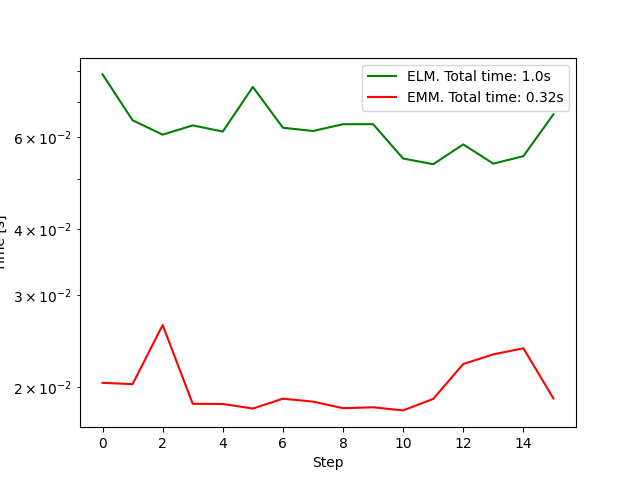 ELM. Total time: 1.0s
EMM. Total time: 0.32s
6 × 10⁻²
4 × 10⁻²
3 × 10⁻²
2 × 10⁻²
[s]
0 2 4 6 8 10 12 14
Step